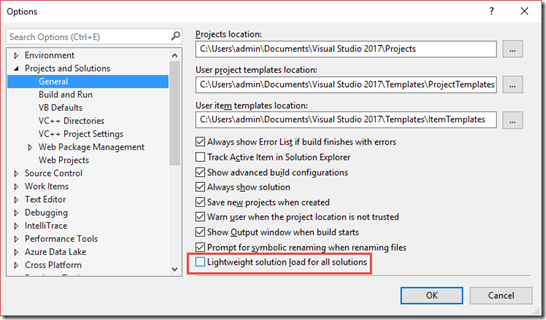 Options
Search Options (Ctrl+E)
Environment
Projects and Solutions
General
Build and Run
VB Defaults
VC++ Directories
VC++ Project Settings
Web Package Management
Web Projects
Source Control
Work Items
Text Editor
Debugging
IntelliTrace
Performance Tools
Azure Data Lake
Cross Platform
Projects location:
C:\Users\admin\Documents\Visual Studio 2017\Projects
...
User project templates location:
C:\Users\admin\Documents\Visual Studio 2017\Templates\ProjectTemplates
...
User item templates location:
C:\Users\admin\Documents\Visual Studio 2017\Templates\ItemTemplates
...
Always show Error List if build finishes with errors
Track Active Item in Solution Explorer
Show advanced build configurations
Always show solution
Save new projects when created
Warn user when the project location is not trusted
Show Output window when build starts
Prompt for symbolic renaming when renaming files
Lightweight solution load for all solutions
OK
Cancel